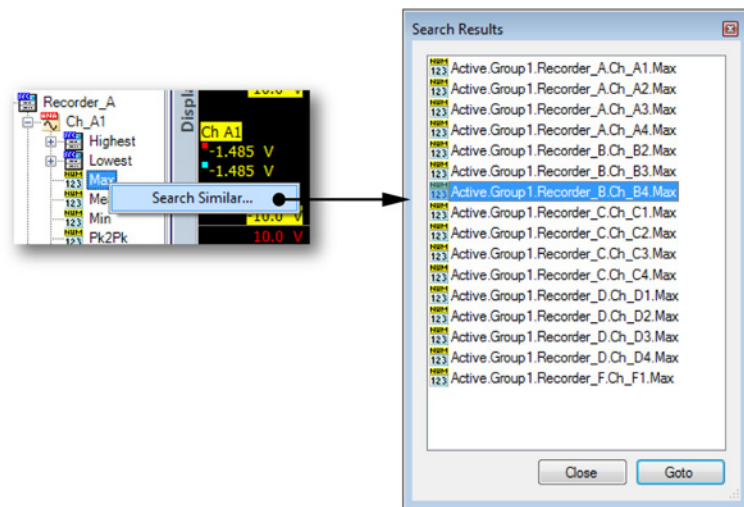 Search Results
Recorder_A
Ch_A1
Highest
Lowest
Max
Min
Pk2Pk
Displa
10.0 V
Ch A1
-1.485 V
-1.485 V
Search Similar...
-10.0 V
10.0 V
Active.Group1.Recorder_A.Ch_A1.Max
Active.Group1.Recorder_A.Ch_A2.Max
Active.Group1.Recorder_A.Ch_A3.Max
Active.Group1.Recorder_A.Ch_A4.Max
Active.Group1.Recorder_B.Ch_B2.Max
Active.Group1.Recorder_B.Ch_B3.Max
Active.Group1.Recorder_B.Ch_B4.Max
Active.Group1.Recorder_C.Ch_C1.Max
Active.Group1.Recorder_C.Ch_C2.Max
Active.Group1.Recorder_C.Ch_C3.Max
Active.Group1.Recorder_C.Ch_C4.Max
Active.Group1.Recorder_D.Ch_D1.Max
Active.Group1.Recorder_D.Ch_D2.Max
Active.Group1.Recorder_D.Ch_D3.Max
Active.Group1.Recorder_D.Ch_D4.Max
Active.Group1.Recorder_F.Ch_F1.Max
Close Goto